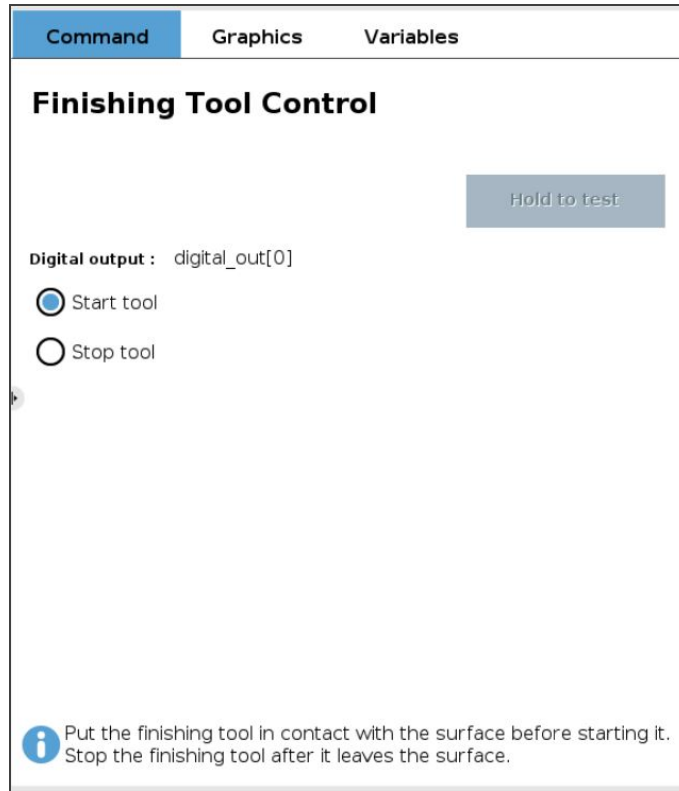 Command Graphics Variables
Finishing Tool Control
Hold to test
Digital output : digital_out[0]
Start tool
Stop tool
Put the finishing tool in contact with the surface before starting it.
Stop the finishing tool after it leaves the surface.